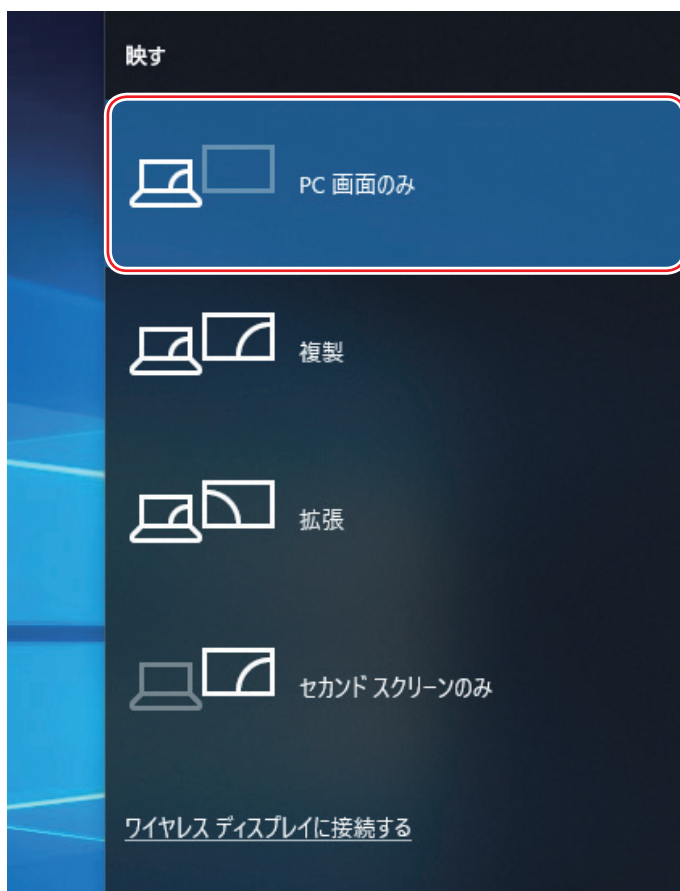 映す
PC 画面のみ
複製
拡張
セカンド スクリーンのみ
ワイヤレス ディスプレイに接続する